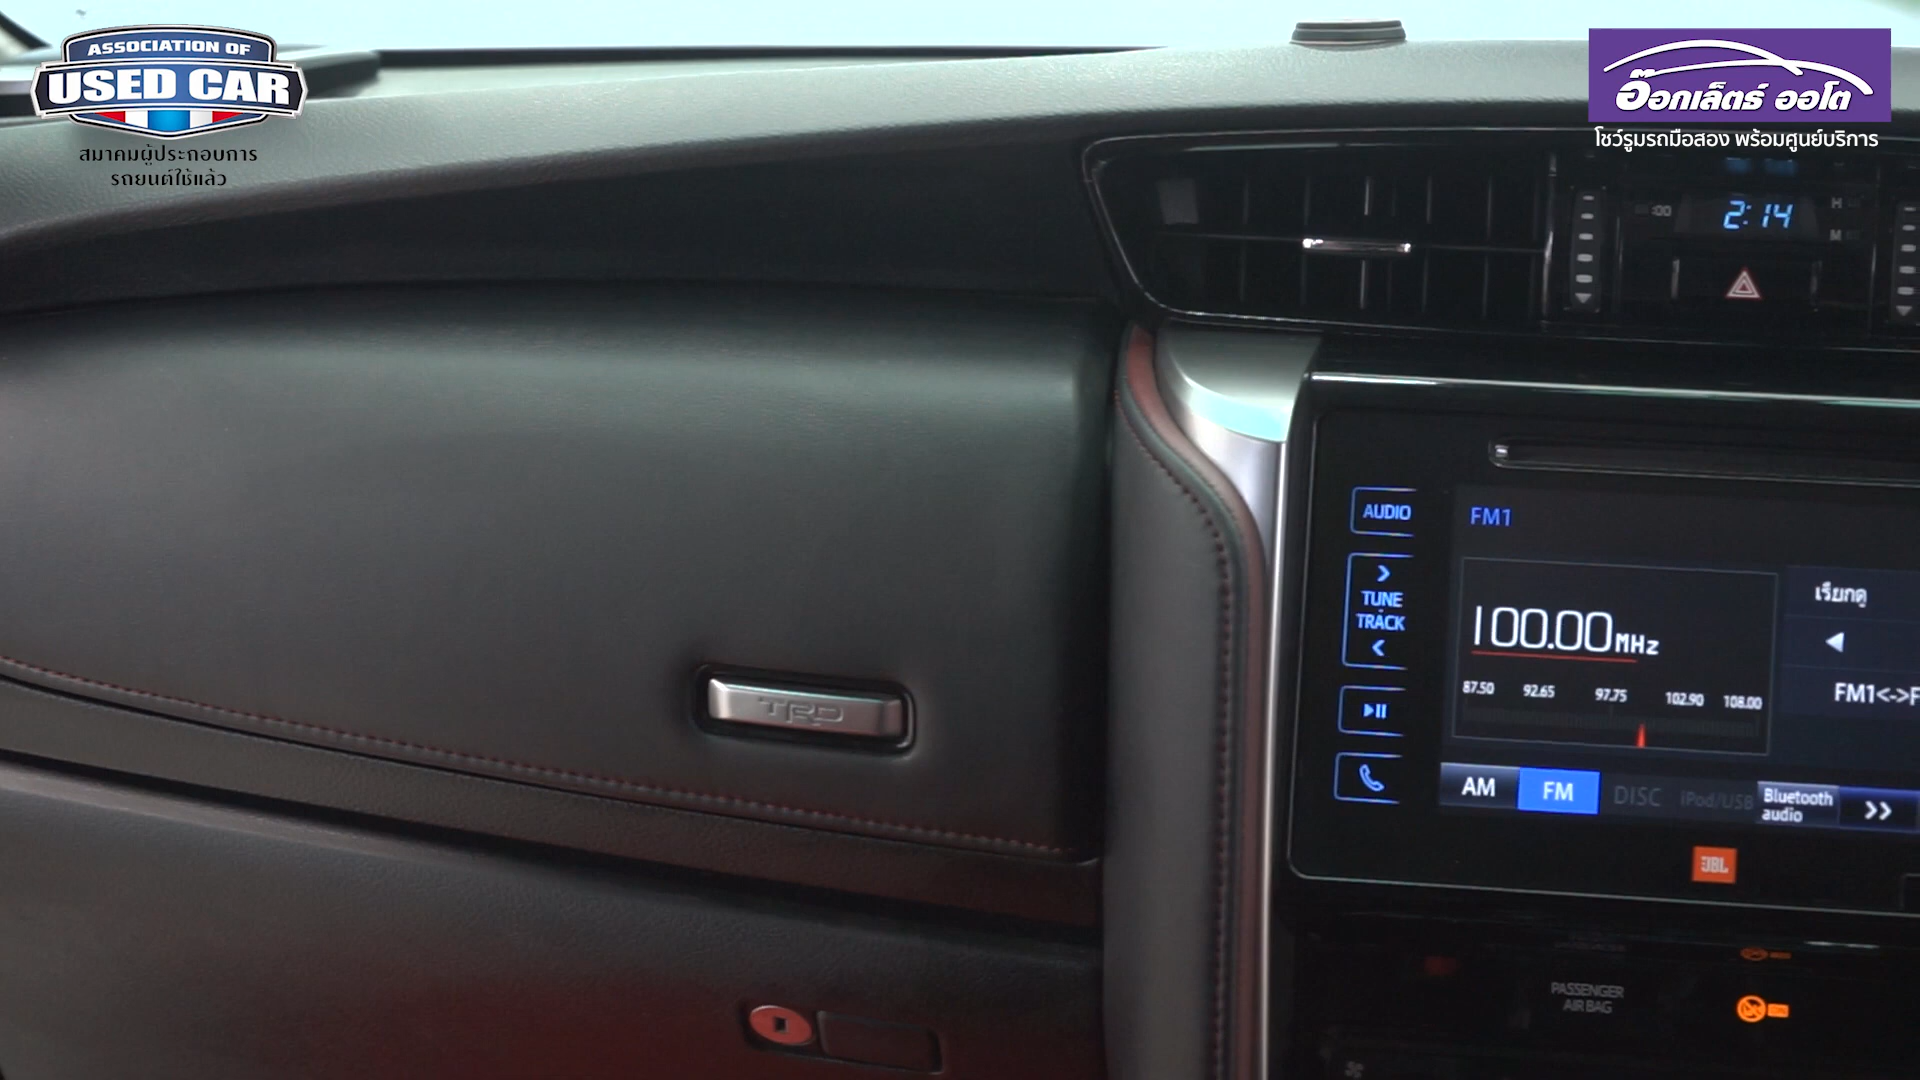 ASSOCIATION OF
USED CAR
สมาคมผู้ประกอบการ
รถยนต์ใช้แล้ว
อ๊อกเล็ตธ์ ออโต
โชว์รูมรถมือสอง พร้อมศูนย์บริการ
:00
2:14
H
M
AUDIO
TUNE
TRACK
FM1
100.00MHz
87.50 92.65 97.75 102.90 108.00
เรียกดู
FM1<->F
AM FM DISC iPod/USB Bluetooth audio >>
JBL
TRD
PASSENGER
AIR BAG
ON